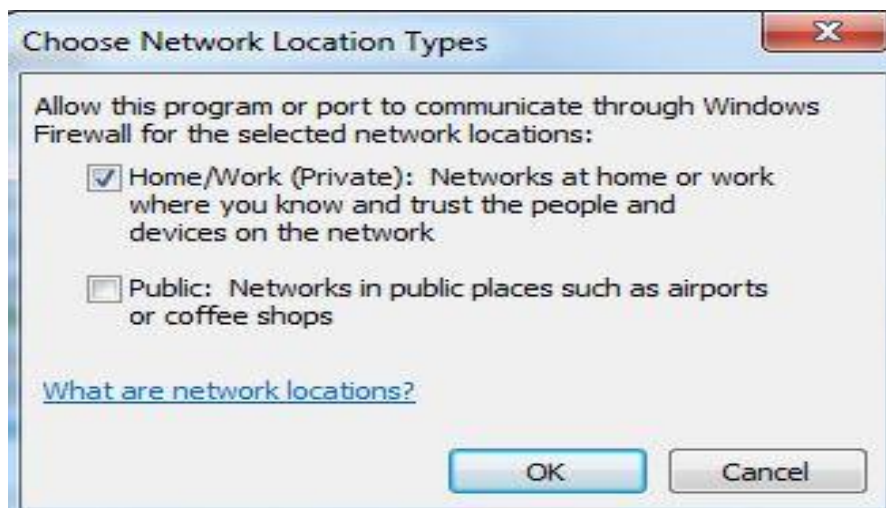 Choose Network Location Types
Allow this program or port to communicate through Windows
Firewall for the selected network locations:
Home/Work (Private): Networks at home or work
where you know and trust the people and
devices on the network
Public: Networks in public places such as airports
or coffee shops
What are network locations?
OK
Cancel